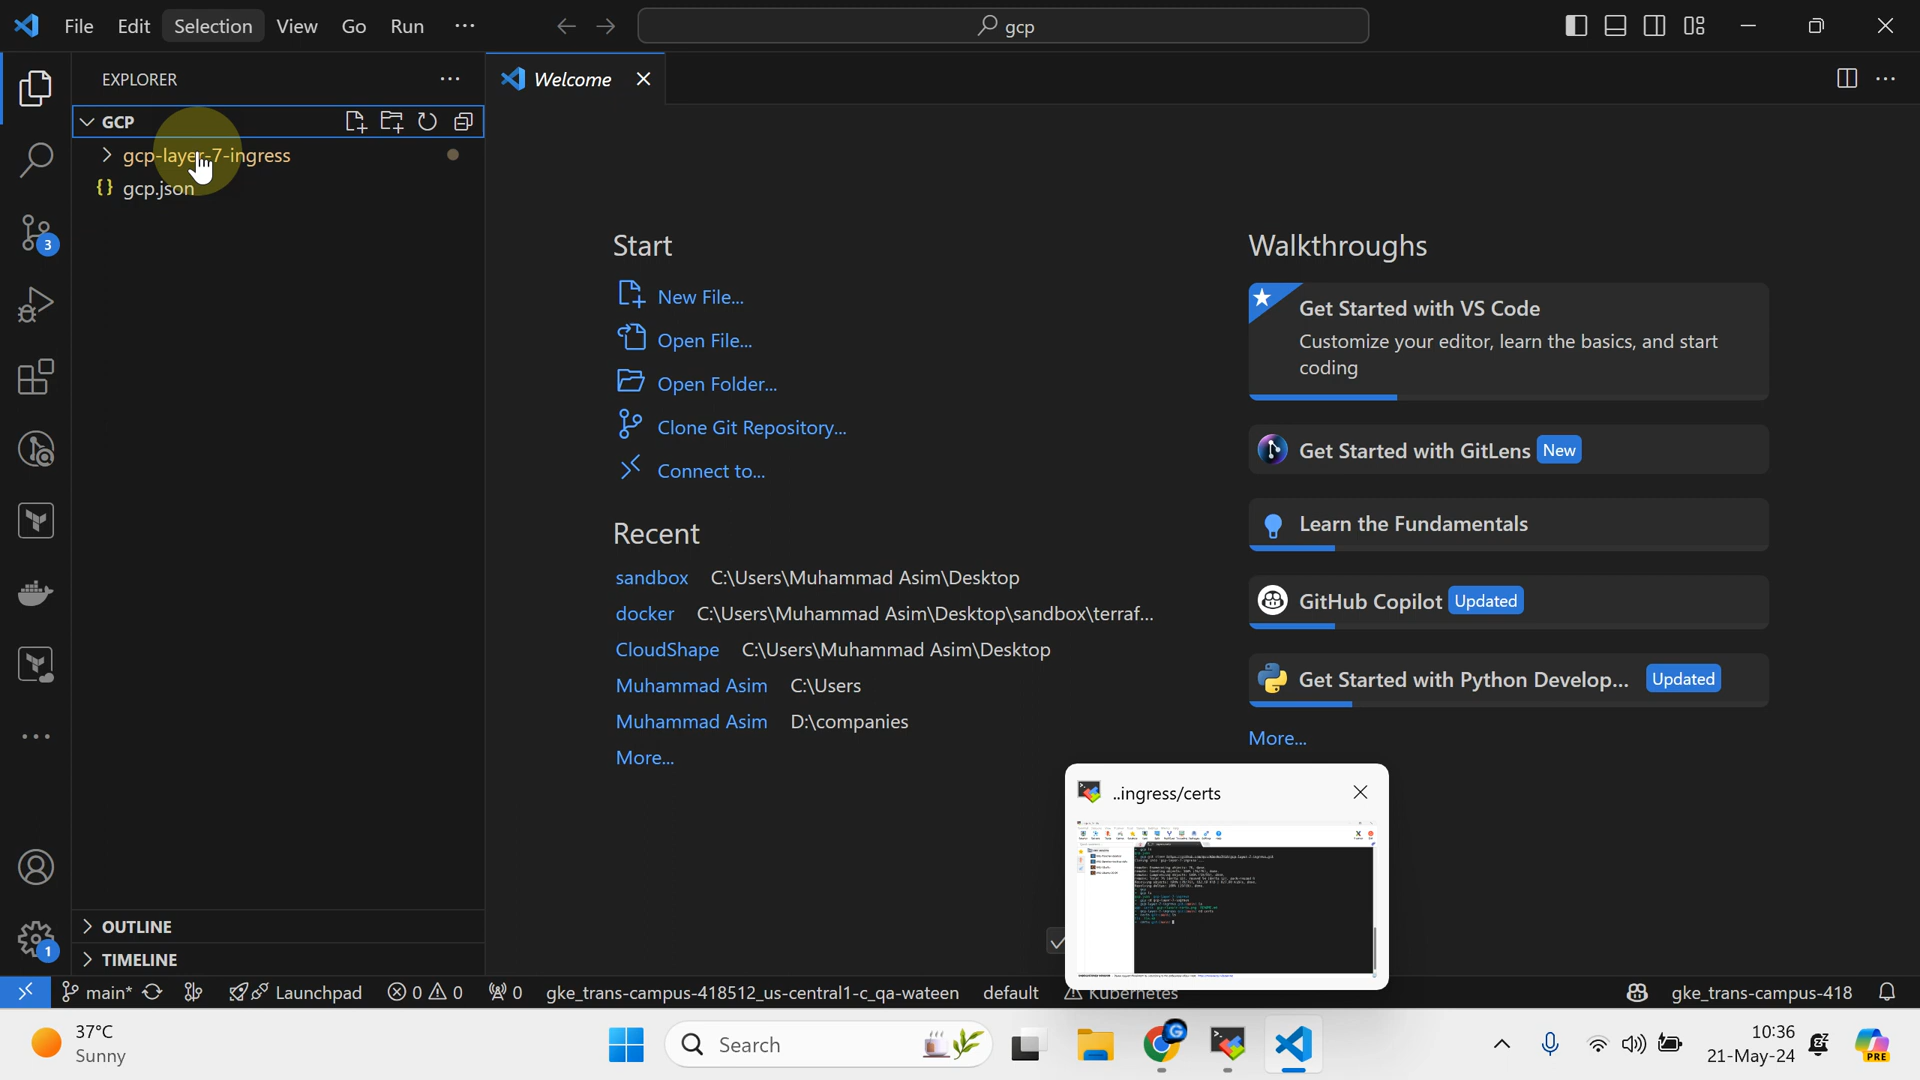 File Edit Selection View Go Run ···
gcp
EXPLORER
Welcome
GCP
gcp-layer-7-ingress
{} gcp.json
3
Start
New File...
Open File...
Open Folder...
Clone Git Repository...
Connect to...
Recent
sandbox C:\Users\Muhammad Asim\Desktop
docker C:\Users\Muhammad Asim\Desktop\sandbox\terraf...
CloudShape C:\Users\Muhammad Asim\Desktop
Muhammad Asim C:\Users
Muhammad Asim D:\companies
More...
Walkthroughs
Get Started with VS Code
Customize your editor, learn the basics, and start
coding
Get Started with GitLens New
Learn the Fundamentals
GitHub Copilot Updated
Get Started with Python Develop... Updated
More...
..ingress/certs
OUTLINE
1
TIMELINE
main* Launchpad 0 0 0 gke_trans-campus-418512_us-central1-c_qa-wateen default Kubernetes gke_trans-campus-418
37°C
Sunny
Search
10:36
21-May-24
PRE